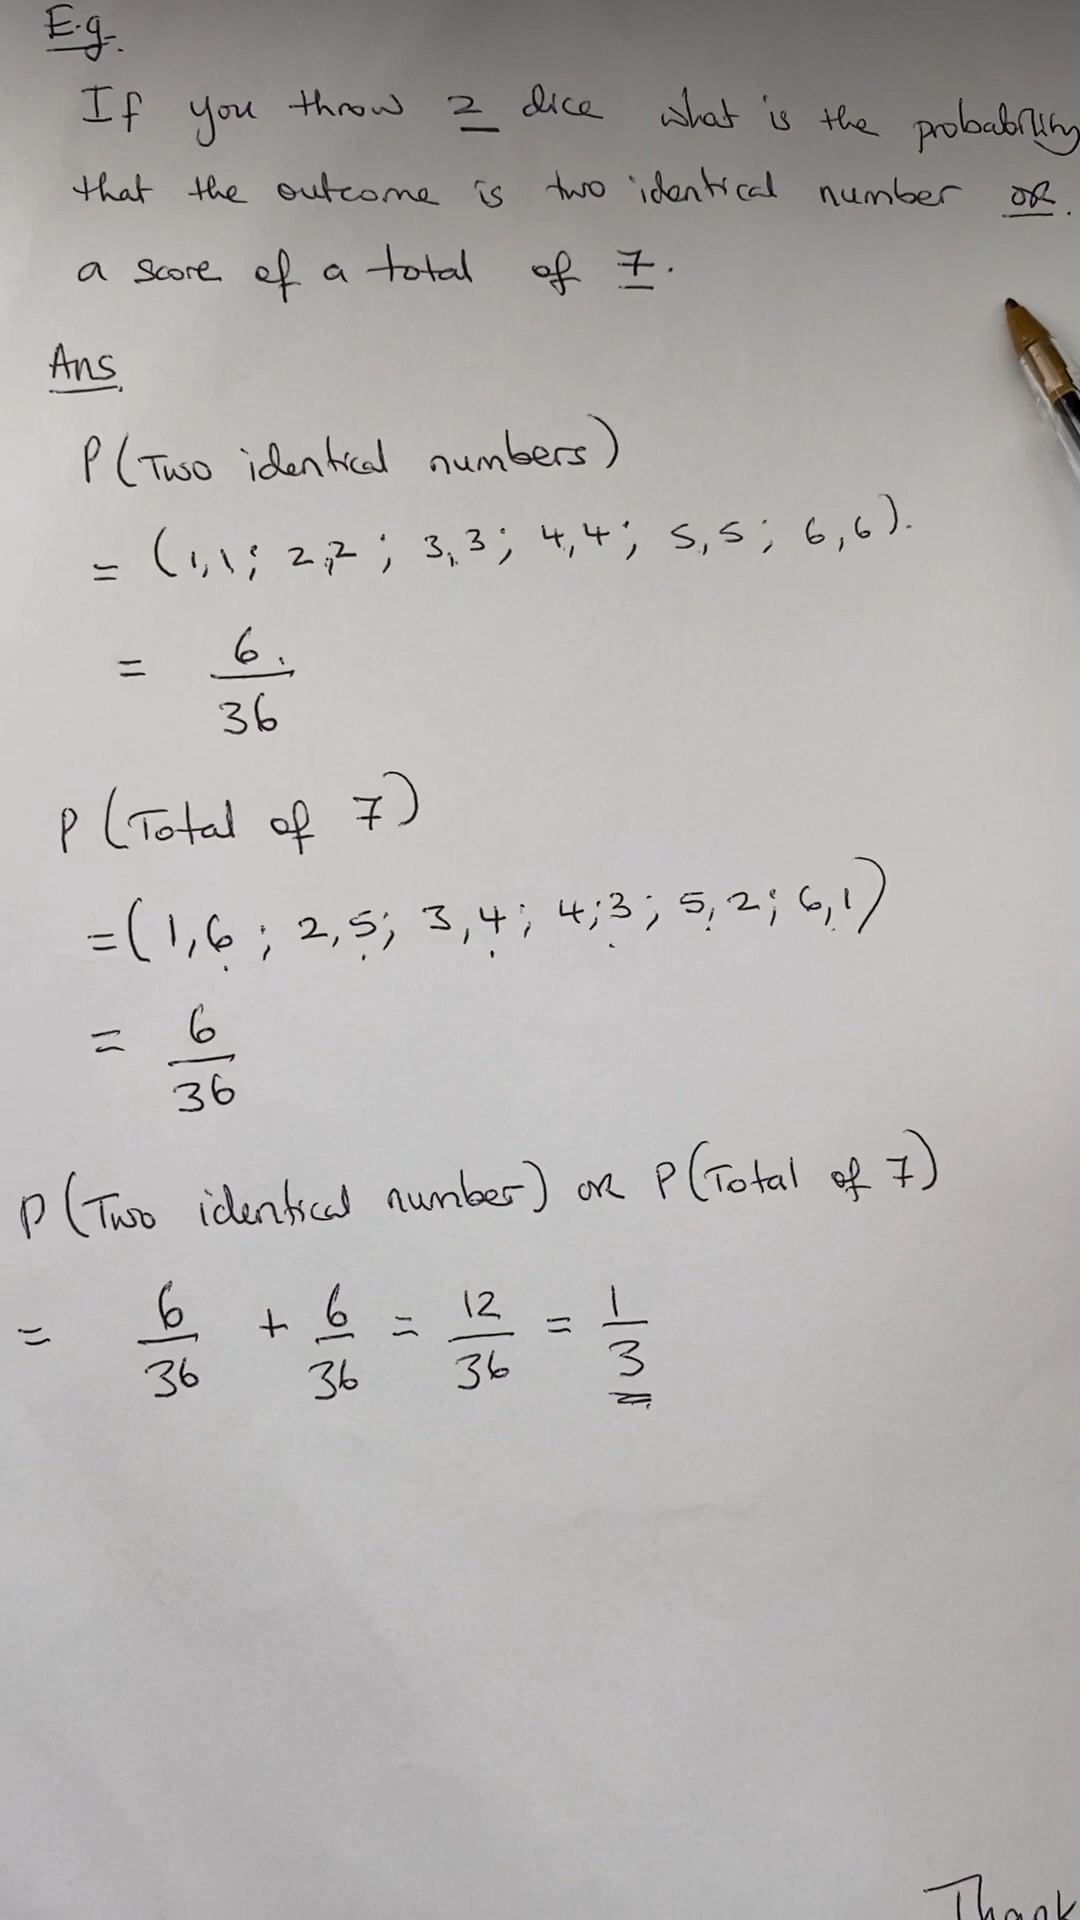 E.g.
If you throw 2 dice what is the probability
that the outcome is two identical number OR.
a score of a total of 7.
Ans.
P(Two identical numbers)
= (1,1; 2,2; 3,3; 4,4; 5,5; 6,6).
= 6/36
P(Total of 7)
=(1,6; 2,5; 3,4; 4;3; 5,2; 6,1)
= 6/36
P(Two identical number) OR P(Total of 7)
= 6/36 + 6/36 = 12/36 = 1/3
Thank